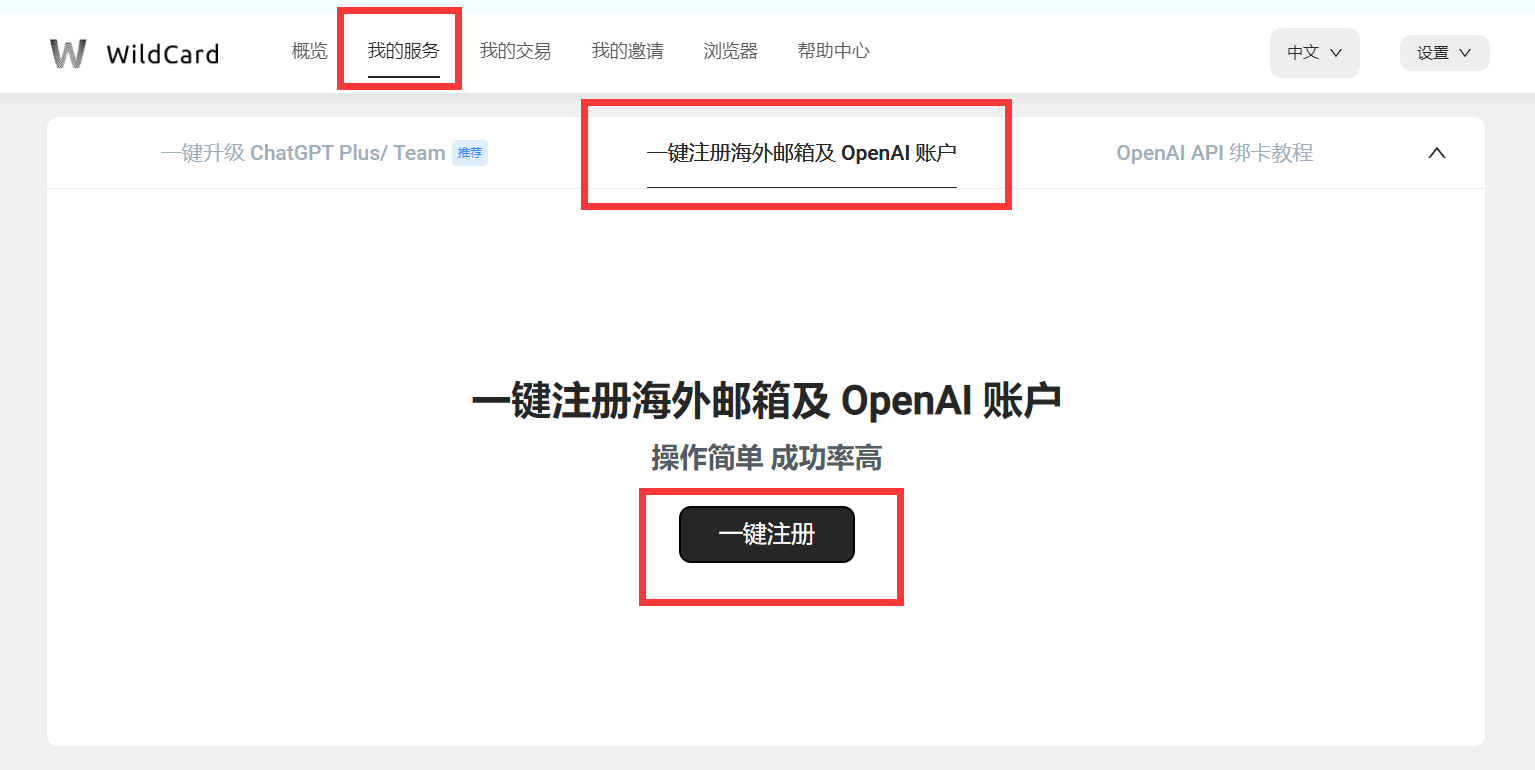 WildCard 概览 我的服务 我的交易 我的邀请 浏览器 帮助中心 中文 设置
一键升级 ChatGPT Plus/ Team 推荐 一键注册海外邮箱及 OpenAI 账户 OpenAI API 绑卡教程
一键注册海外邮箱及 OpenAI 账户
操作简单 成功率高
一键注册